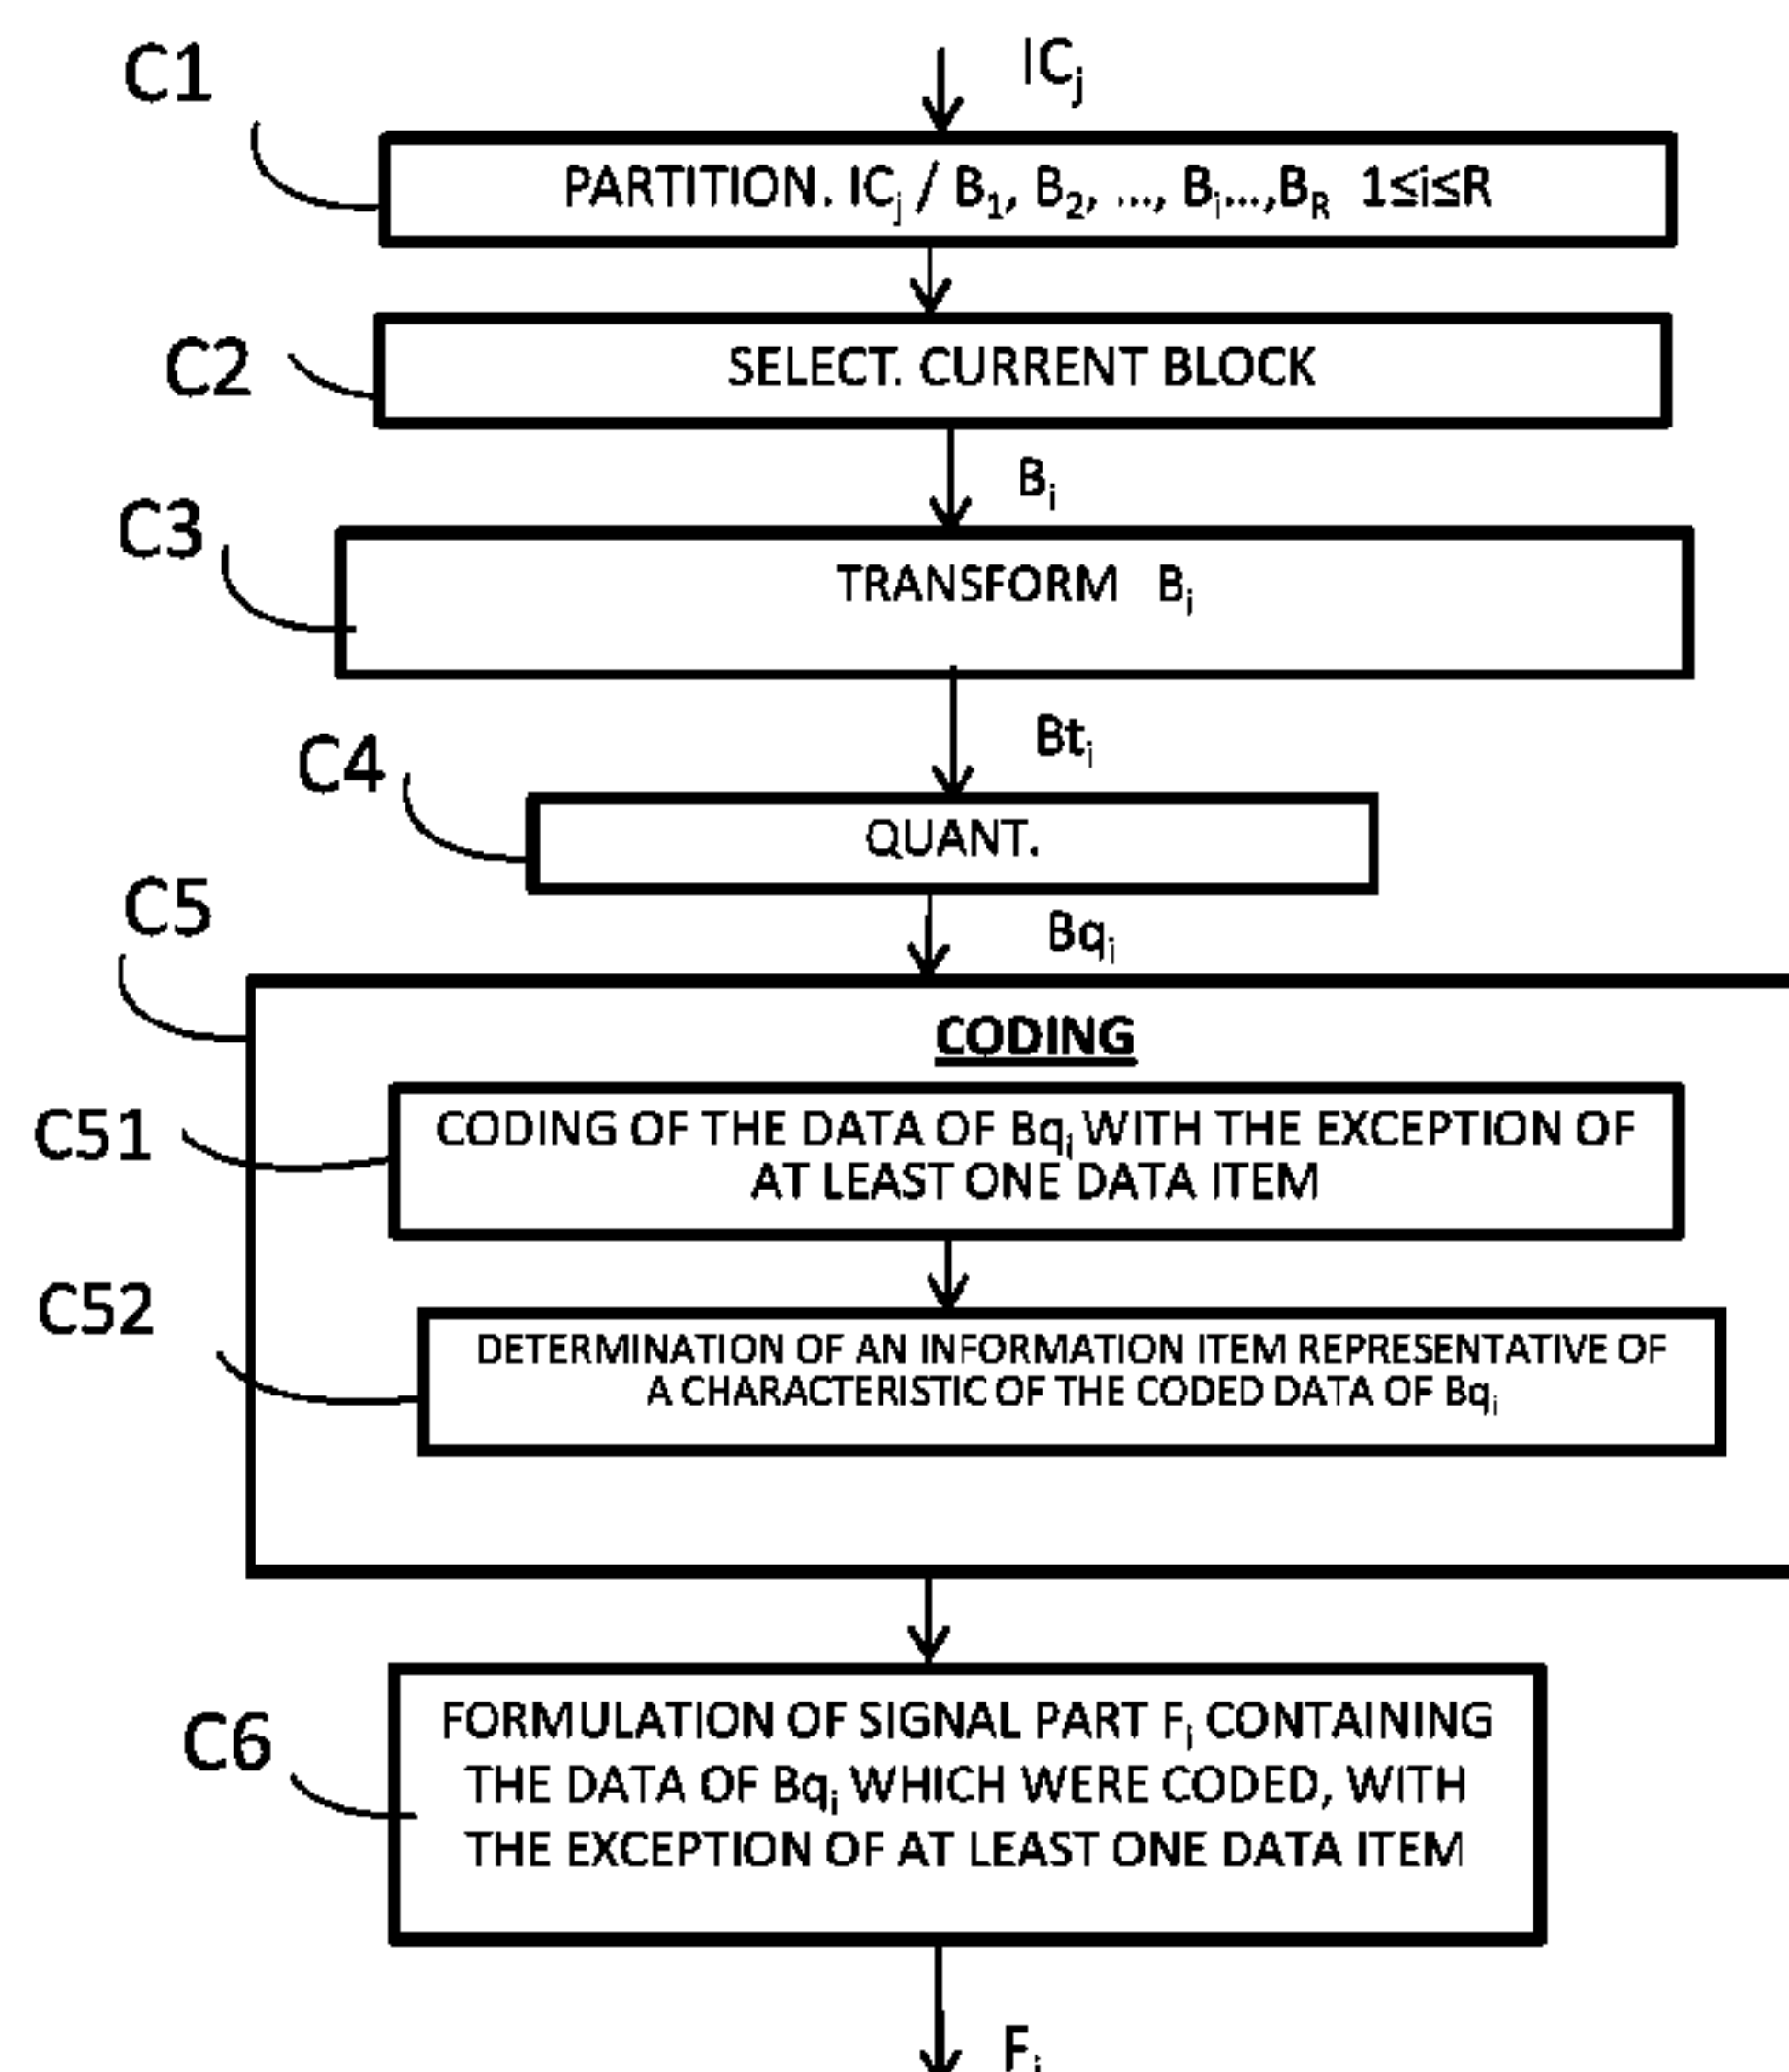 C1
ICj
PARTITION. ICj / B1, B2, ..., Bi...,BR 1≤i≤R
C2
SELECT. CURRENT BLOCK
Bi
C3
TRANSFORM Bi
Bti
C4
QUANT.
C5
Bqi
CODING
C51
CODING OF THE DATA OF Bqi WITH THE EXCEPTION OF
AT LEAST ONE DATA ITEM
C52
DETERMINATION OF AN INFORMATION ITEM REPRESENTATIVE OF
A CHARACTERISTIC OF THE CODED DATA OF Bqi
C6
FORMULATION OF SIGNAL PART Fi CONTAINING
THE DATA OF Bqi WHICH WERE CODED, WITH
THE EXCEPTION OF AT LEAST ONE DATA ITEM
Fi